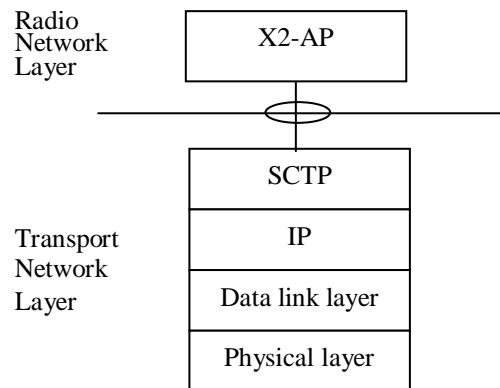 Radio
Network
Layer
X2-AP
SCTP
Transport
Network
Layer
IP
Data link layer
Physical layer